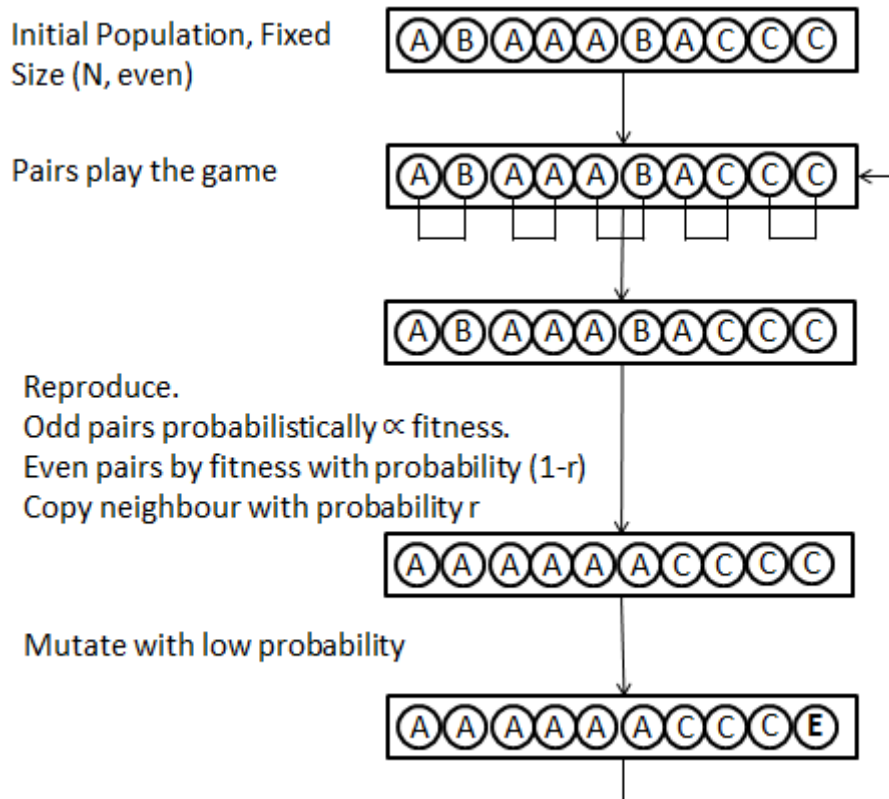 Initial Population, Fixed
Size (N, even)
A B A A A B A C C C
Pairs play the game
A B A A A B A C C C
A B A A A B A C C C
Reproduce.
Odd pairs probabilistically ∝ fitness.
Even pairs by fitness with probability (1-r)
Copy neighbour with probability r
A A A A A A C C C C
Mutate with low probability
A A A A A A C C C E